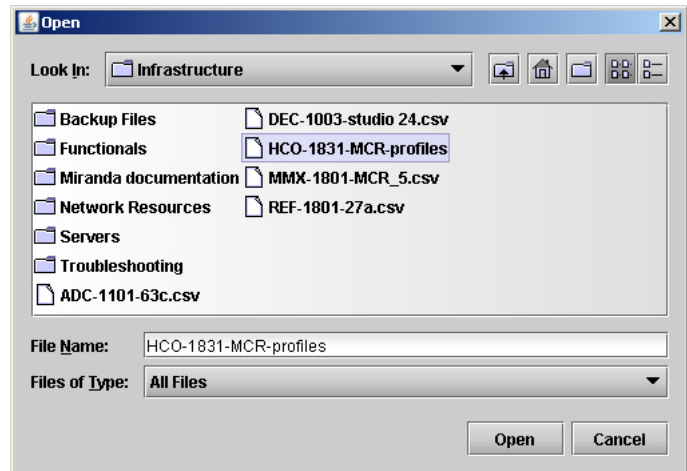 Open
Look In: Infrastructure
Backup Files
Functionals
Miranda documentation
Network Resources
Servers
Troubleshooting
ADC-1101-63c.csv
DEC-1003-studio 24.csv
HCO-1831-MCR-profiles
MMX-1801-MCR_5.csv
REF-1801-27a.csv
File Name: HCO-1831-MCR-profiles
Files of Type: All Files
Open Cancel